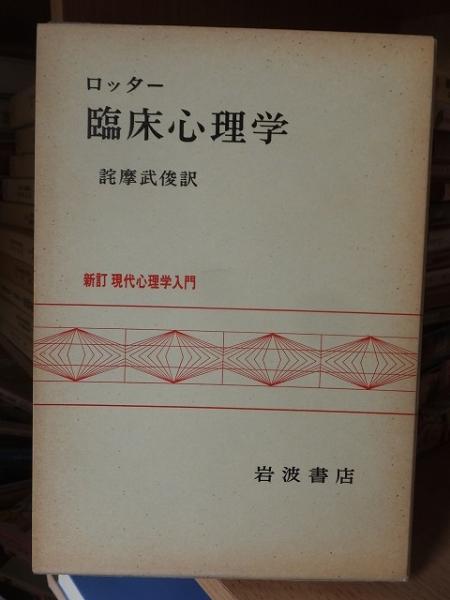 ロッター
臨床心理学
詫摩武俊訳
新訂 現代心理学入門
岩波書店